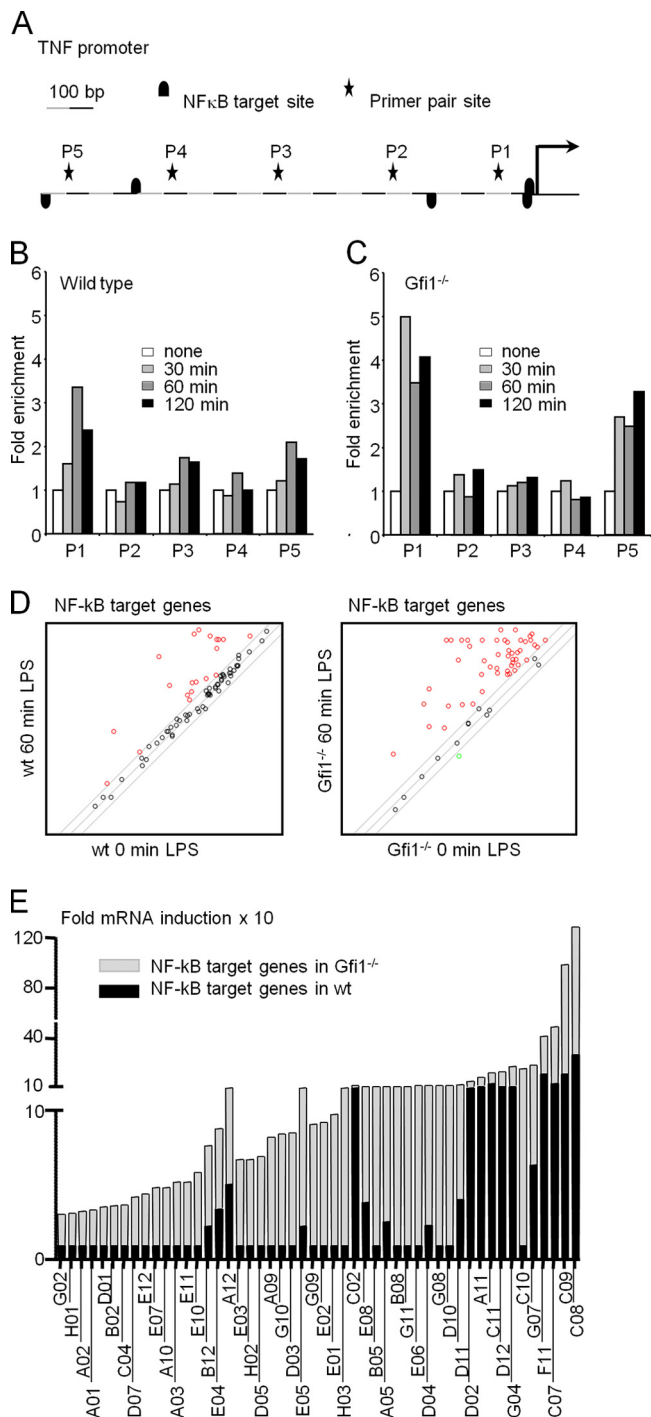 A
TNF promoter
100 bp
NFκB target site
Primer pair site
P5 P4 P3 P2 P1
B
Wild type
Fold enrichment
6
5
4
3
2
1
0
none
30 min
60 min
120 min
P1 P2 P3 P4 P5
C
Gfi1-/-
Fold enrichment
6
5
4
3
2
1
0
none
30 min
60 min
120 min
P1 P2 P3 P4 P5
D
NF-kB target genes
wt 60 min LPS
wt 0 min LPS
NF-kB target genes
Gfi1-/- 60 min LPS
Gfi1-/- 0 min LPS
E
Fold mRNA induction x 10
120
80
40
10
10
0
NF-kB target genes in Gfi1-/-
NF-kB target genes in wt
G02
H01
A02
A01
D01
B02
C04
D07
E12
E07
A10
A03
E11
E10
B12
E04
A12
E03
H02
D05
A09
G10
D03
E05
G09
E02
E01
H03
C02
E08
B05
A05
B08
G11
E06
D04
G08
D10
D11
D02
A11
C11
D12
G04
C10
G07
F11
C07
C09
C08